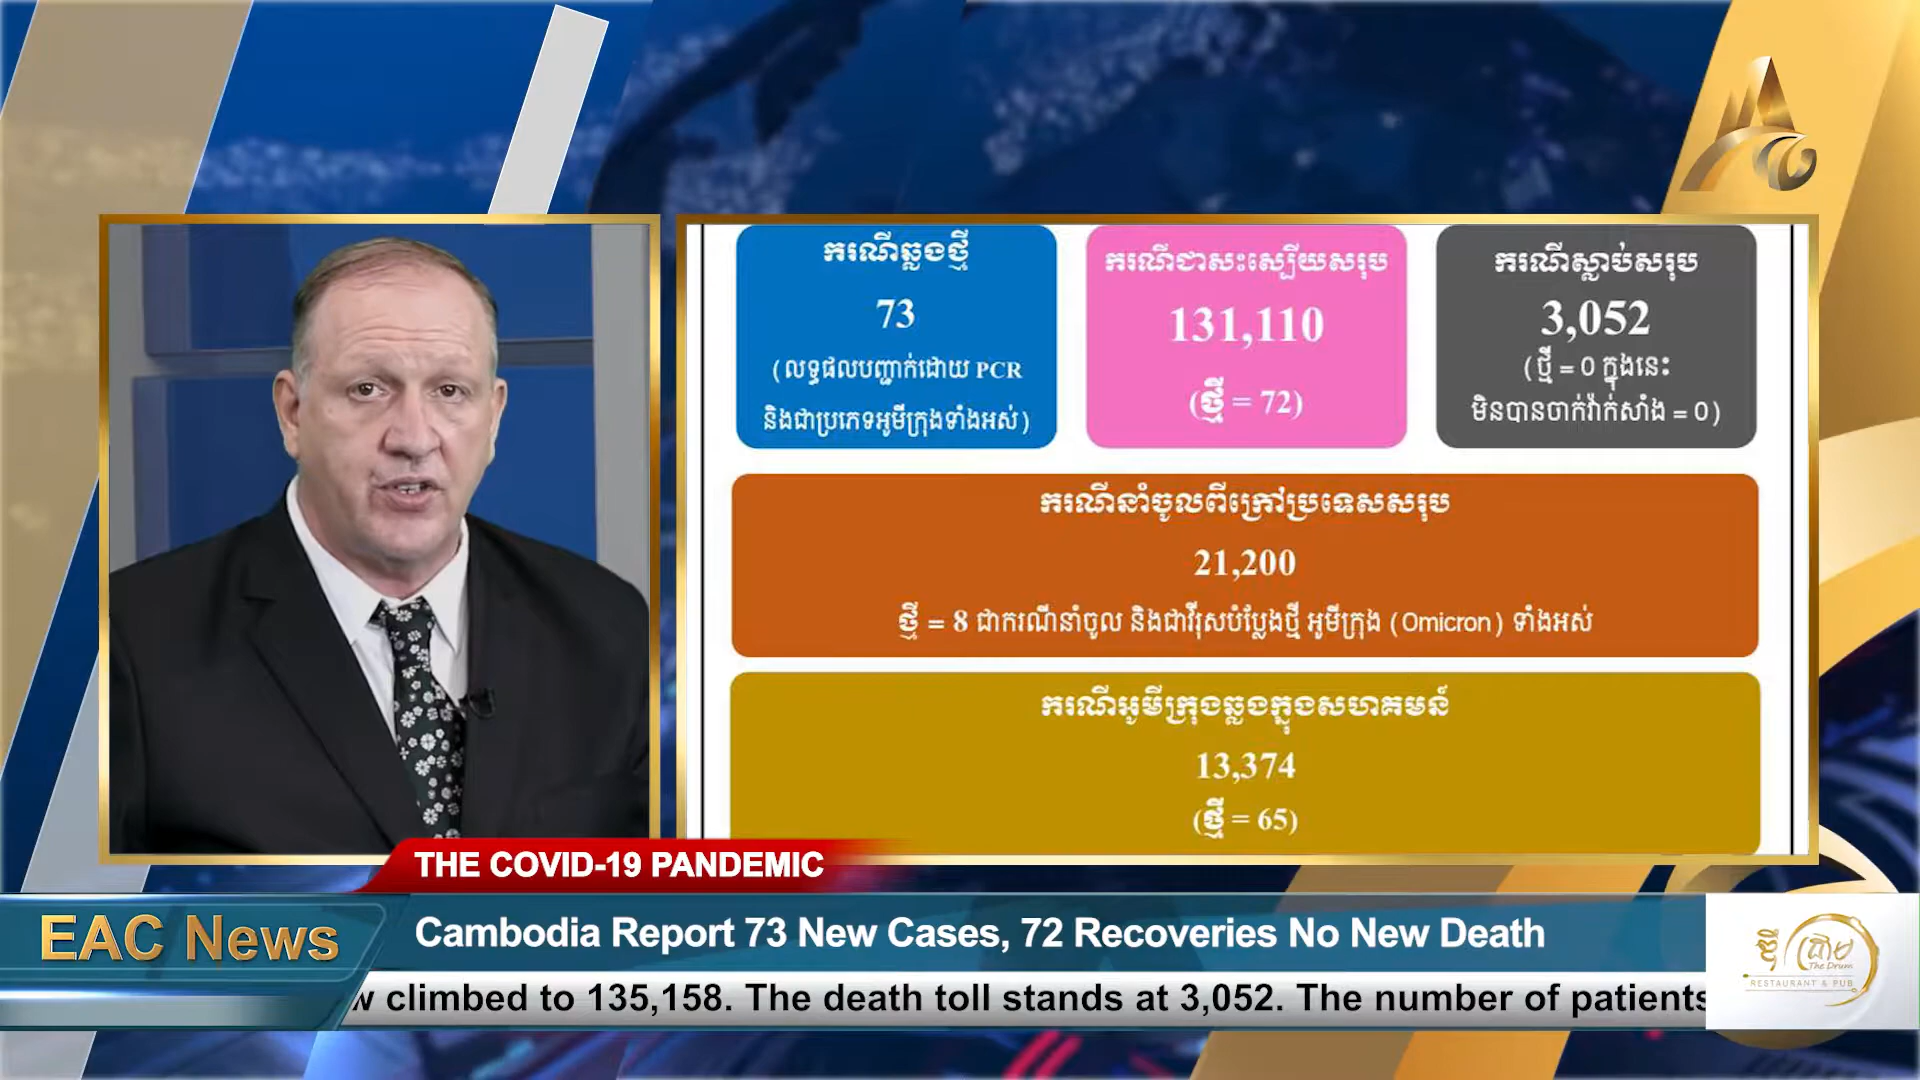 ករណីឆ្លងថ្មី
73
(លទ្ធផលបញ្ជាក់ដោយ PCR
និងជាប្រភេទអូមីក្រុងទាំងអស់)
ករណីជាសះស្បើយសរុប
131,110
(ថ្មី = 72)
ករណីស្លាប់សរុប
3,052
(ថ្មី = 0 ក្នុងនេះ
មិនបានចាក់វ៉ាក់សាំង = 0)
ករណីនាំចូលពីក្រៅប្រទេសសរុប
21,200
ថ្មី = 8 ជាករណីនាំចូល និងជាវីរុសបំប្លែងថ្មី អូមីក្រុង (Omicron) ទាំងអស់
ករណីអូមីក្រុងឆ្លងក្នុងសហគមន៍
13,374
(ថ្មី = 65)
THE COVID-19 PANDEMIC
EAC News
Cambodia Report 73 New Cases, 72 Recoveries No New Death
w climbed to 135,158. The death toll stands at 3,052. The number of patients
ឌឹ ដ្រាម
The Drum
RESTAURANT & PUB